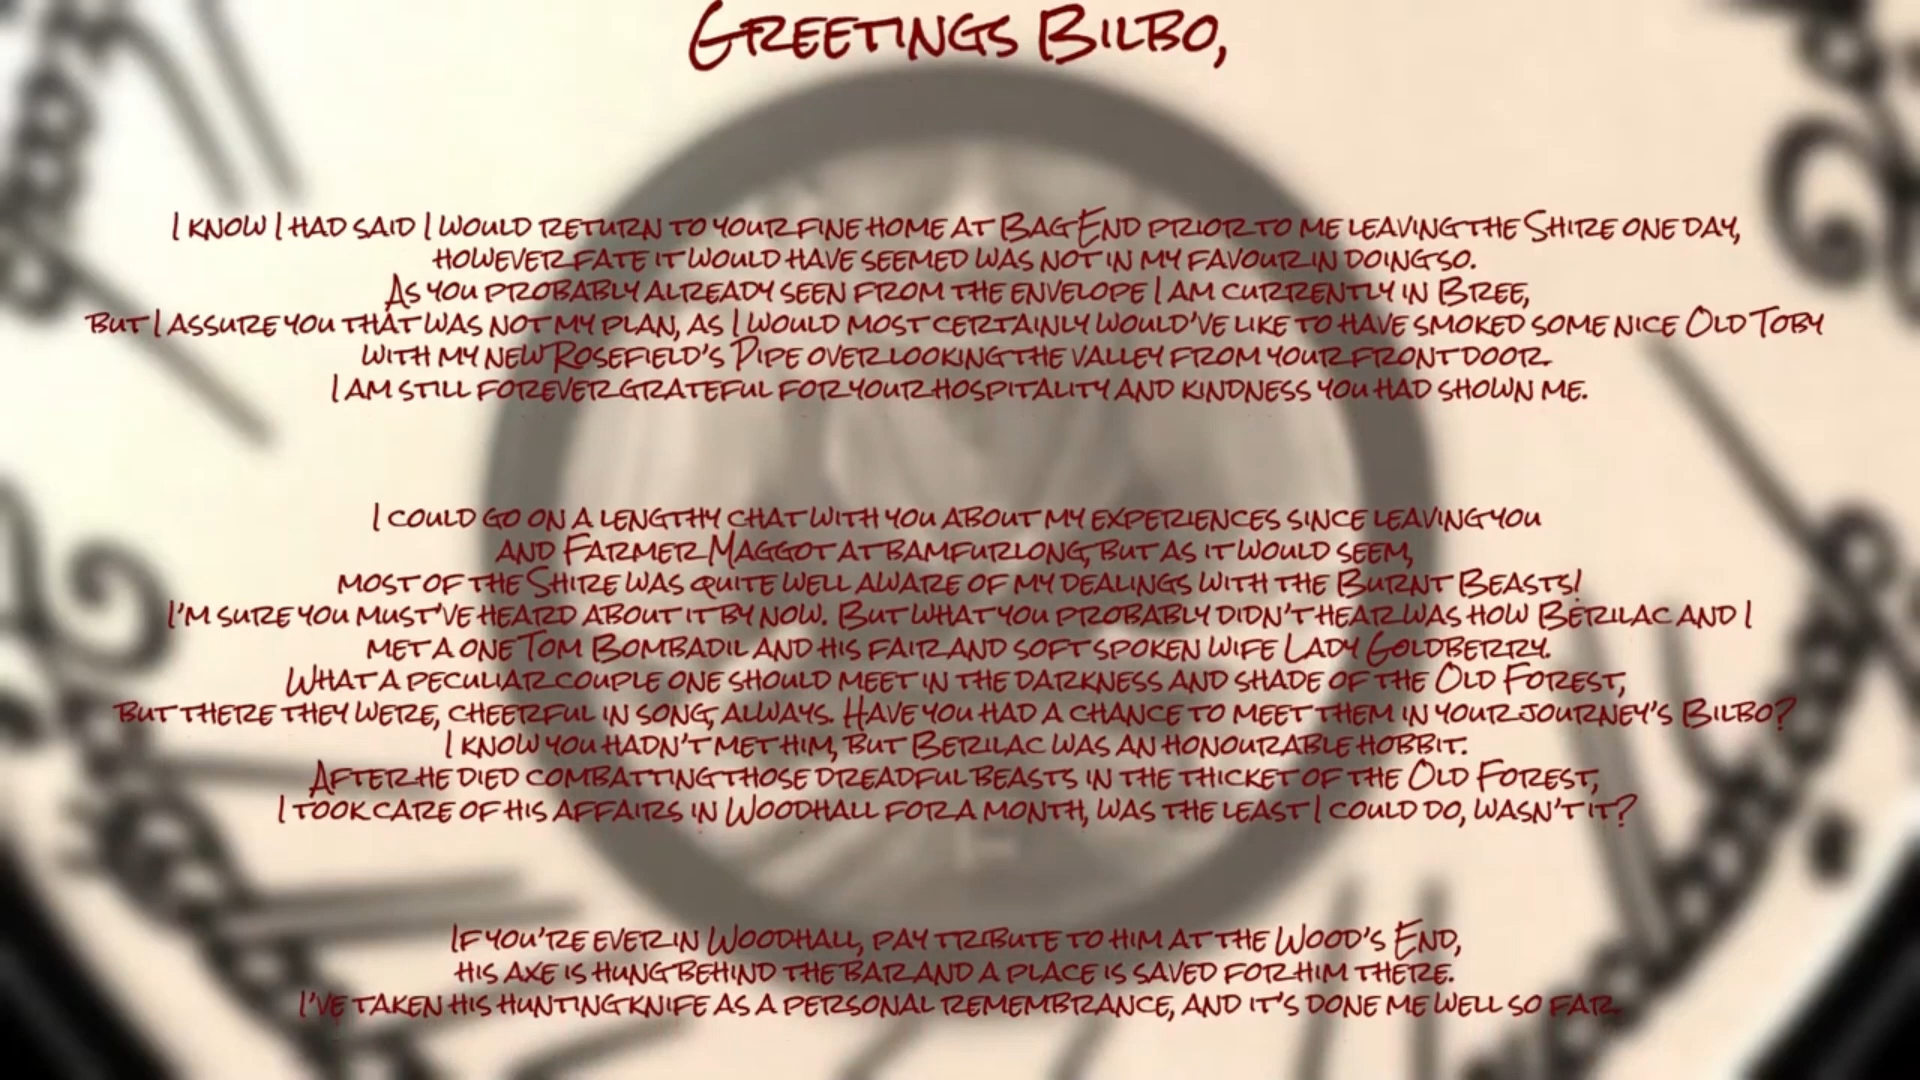 Greetings Bilbo,
I know I had said I would return to your fine home at Bag End prior to me leaving the Shire one day,
however fate it would have seemed was not in my favour in doing so.
As you probably already seen from the envelope I am currently in Bree,
but I assure you that was not my plan, as I would most certainly would've like to have smoked some nice Old Toby
with my new Rosefield's Pipe overlooking the valley from your front door.
I am still forever grateful for your hospitality and kindness you had shown me.
I could go on a lengthy chat with you about my experiences since leaving you
and Farmer Maggot at bamfurlong, but as it would seem,
most of the Shire was quite well aware of my dealings with the Burnt Beasts!
I'm sure you must've heard about it by now. But what you probably didn't hear was how Berilac and I
met a one Tom Bombadil and his fair and soft spoken wife Lady Goldberry.
What a peculiar couple one should meet in the darkness and shade of the Old Forest,
but there they were, cheerful in song, always. Have you had a chance to meet them in your journey's Bilbo?
I know you hadn't met him, but Berilac was an honourable hobbit.
After he died combatting those dreadful beasts in the thicket of the Old Forest,
I took care of his affairs in Woodhall for a month, was the least I could do, wasn't it?
If you're ever in Woodhall, pay tribute to him at the Wood's End,
his axe is hung behind the bar and a place is saved for him there.
I've taken his hunting knife as a personal remembrance, and it's done me well so far.